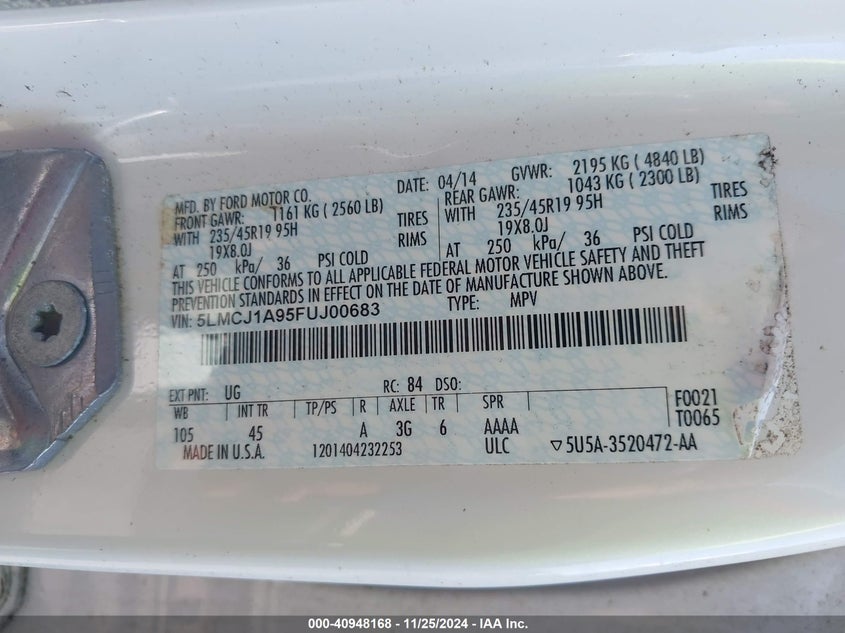 MFD. BY FORD MOTOR CO. DATE: 04/14 GVWR: 2195 KG ( 4840 LB)
FRONT GAWR: 1161 KG ( 2560 LB) REAR GAWR: 1043 KG ( 2300 LB)
WITH 235/45R19 95H TIRES WITH 235/45R19 95H TIRES
19X8.0J RIMS 19X8.0J RIMS
AT 250 kPa/ 36 PSI COLD AT 250 kPa/ 36 PSI COLD
THIS VEHICLE CONFORMS TO ALL APPLICABLE FEDERAL MOTOR VEHICLE SAFETY AND THEFT
PREVENTION STANDARDS IN EFFECT ON THE DATE OF MANUFACTURE SHOWN ABOVE.
VIN: 5LMCJ1A95FUJ00683 TYPE: MPV
EXT PNT: UG RC: 84 DSO: F0021
WB INT TR TP/PS R AXLE TR SPR T0065
105 45 A 3G 6 AAAA
MADE IN U.S.A. 1201404232253 ULC ▽5U5A-3520472-AA
000-40948168 - 11/25/2024 - IAA Inc.